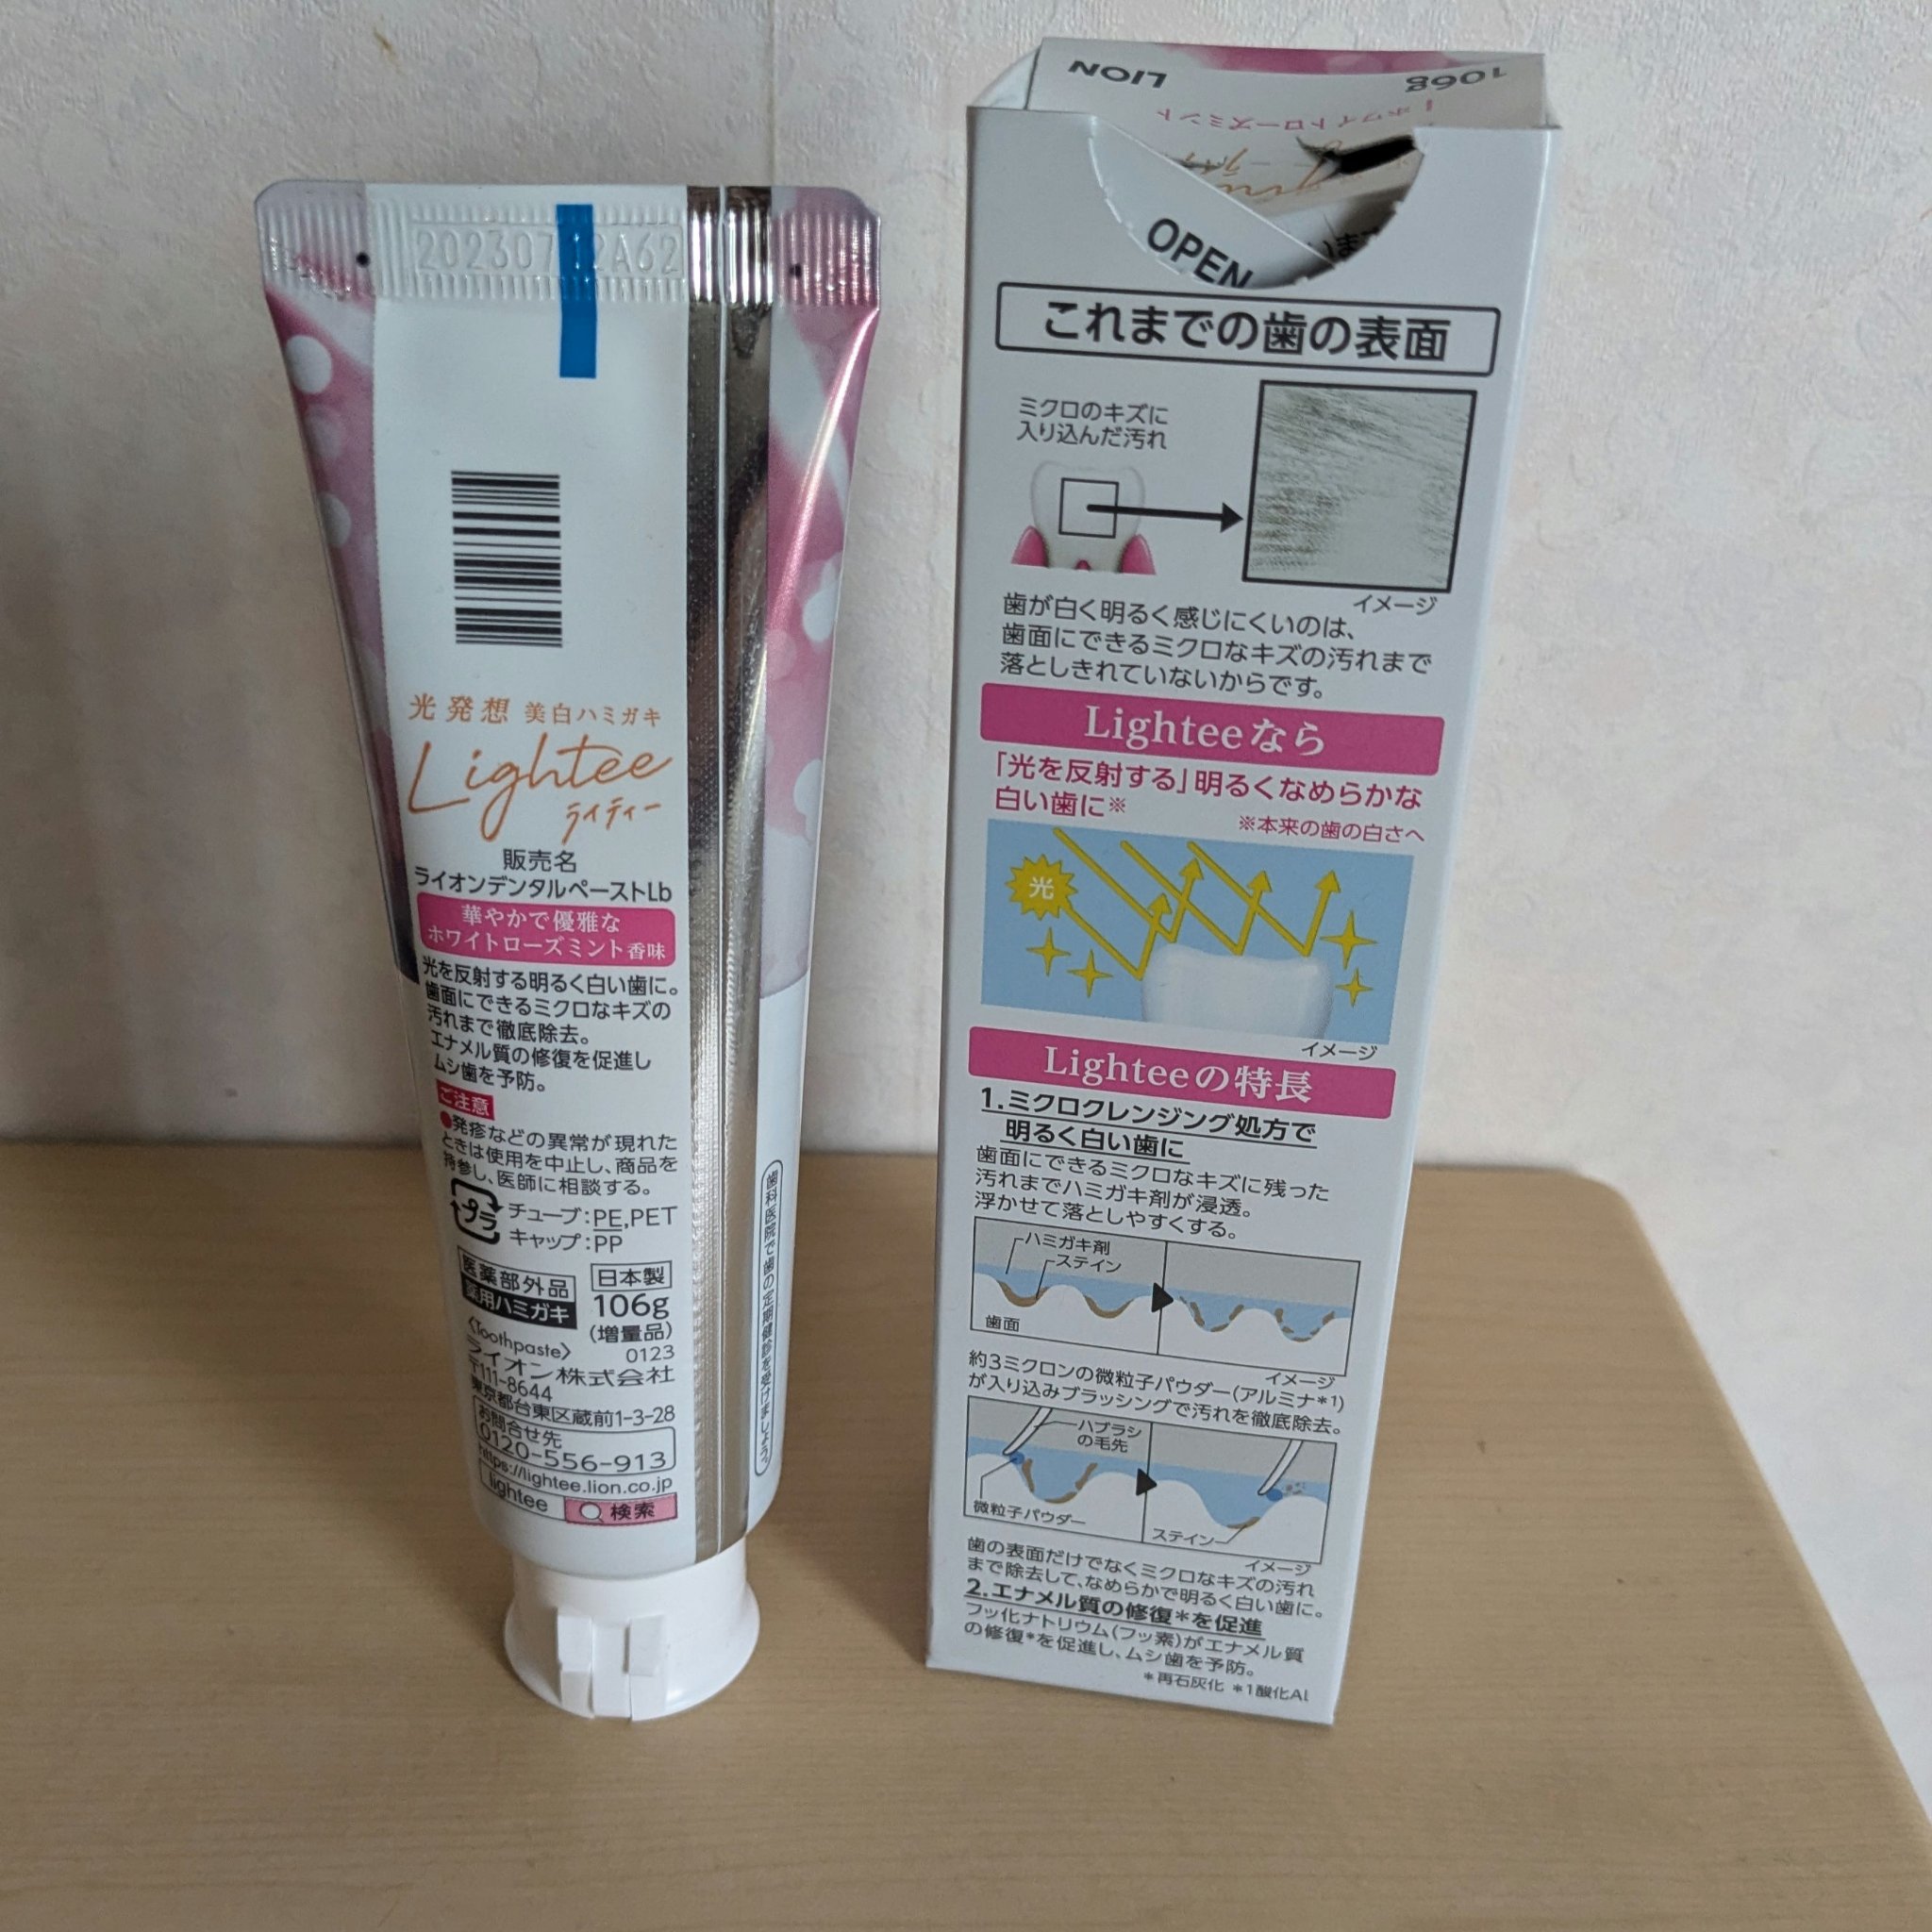 光発想 美白ハミガキ
Lightee
ライティー
販売名
ライオンデンタルペーストLb
華やかで優雅な
ホワイトローズミント香味
光を反射する明るく白い歯に。
歯面にできるミクロなキズの
汚れまで徹底除去。
エナメル質の修復を促進し
ムシ歯を予防。
ご注意
●発疹などの異常が現れた
ときは使用を中止し、商品を
持参し、医師に相談する。
プラ
チューブ:PE,PET
キャップ:PP
医薬部外品
薬用ハミガキ
日本製
106g
(増量品)
〈Toothpaste〉
0123
ライオン株式会社
〒111-8644
東京都台東区蔵前1-3-28
お問合せ先
0120-556-913
https://lightee.lion.co.jp
lightee 検索
歯科医院で歯の定期健診を受けましょう。
LION
106g
ホワイトローズミント
OPEN
これまでの歯の表面
ミクロのキズに
入り込んだ汚れ
イメージ
歯が白く明るく感じにくいのは、
歯面にできるミクロなキズの汚れまで
落としきれていないからです。
Lighteeなら
「光を反射する」明るくなめらかな
白い歯に※
※本来の歯の白さへ
光
イメージ
Lighteeの特長
1.ミクロクレンジング処方で
明るく白い歯に
歯面にできるミクロなキズに残った
汚れまでハミガキ剤が浸透。
浮かせて落としやすくする。
ハミガキ剤
ステイン
歯面
イメージ
約3ミクロンの微粒子パウダー(アルミナ*1)
が入り込みブラッシングで汚れを徹底除去。
ハブラシ
の毛先
微粒子パウダー
ステイン
イメージ
歯の表面だけでなくミクロなキズの汚れ
まで除去して、なめらかで明るく白い歯に。
2.エナメル質の修復*を促進
フッ化ナトリウム(フッ素)がエナメル質
の修復*を促進し、ムシ歯を予防。
*再石灰化 *1酸化Al